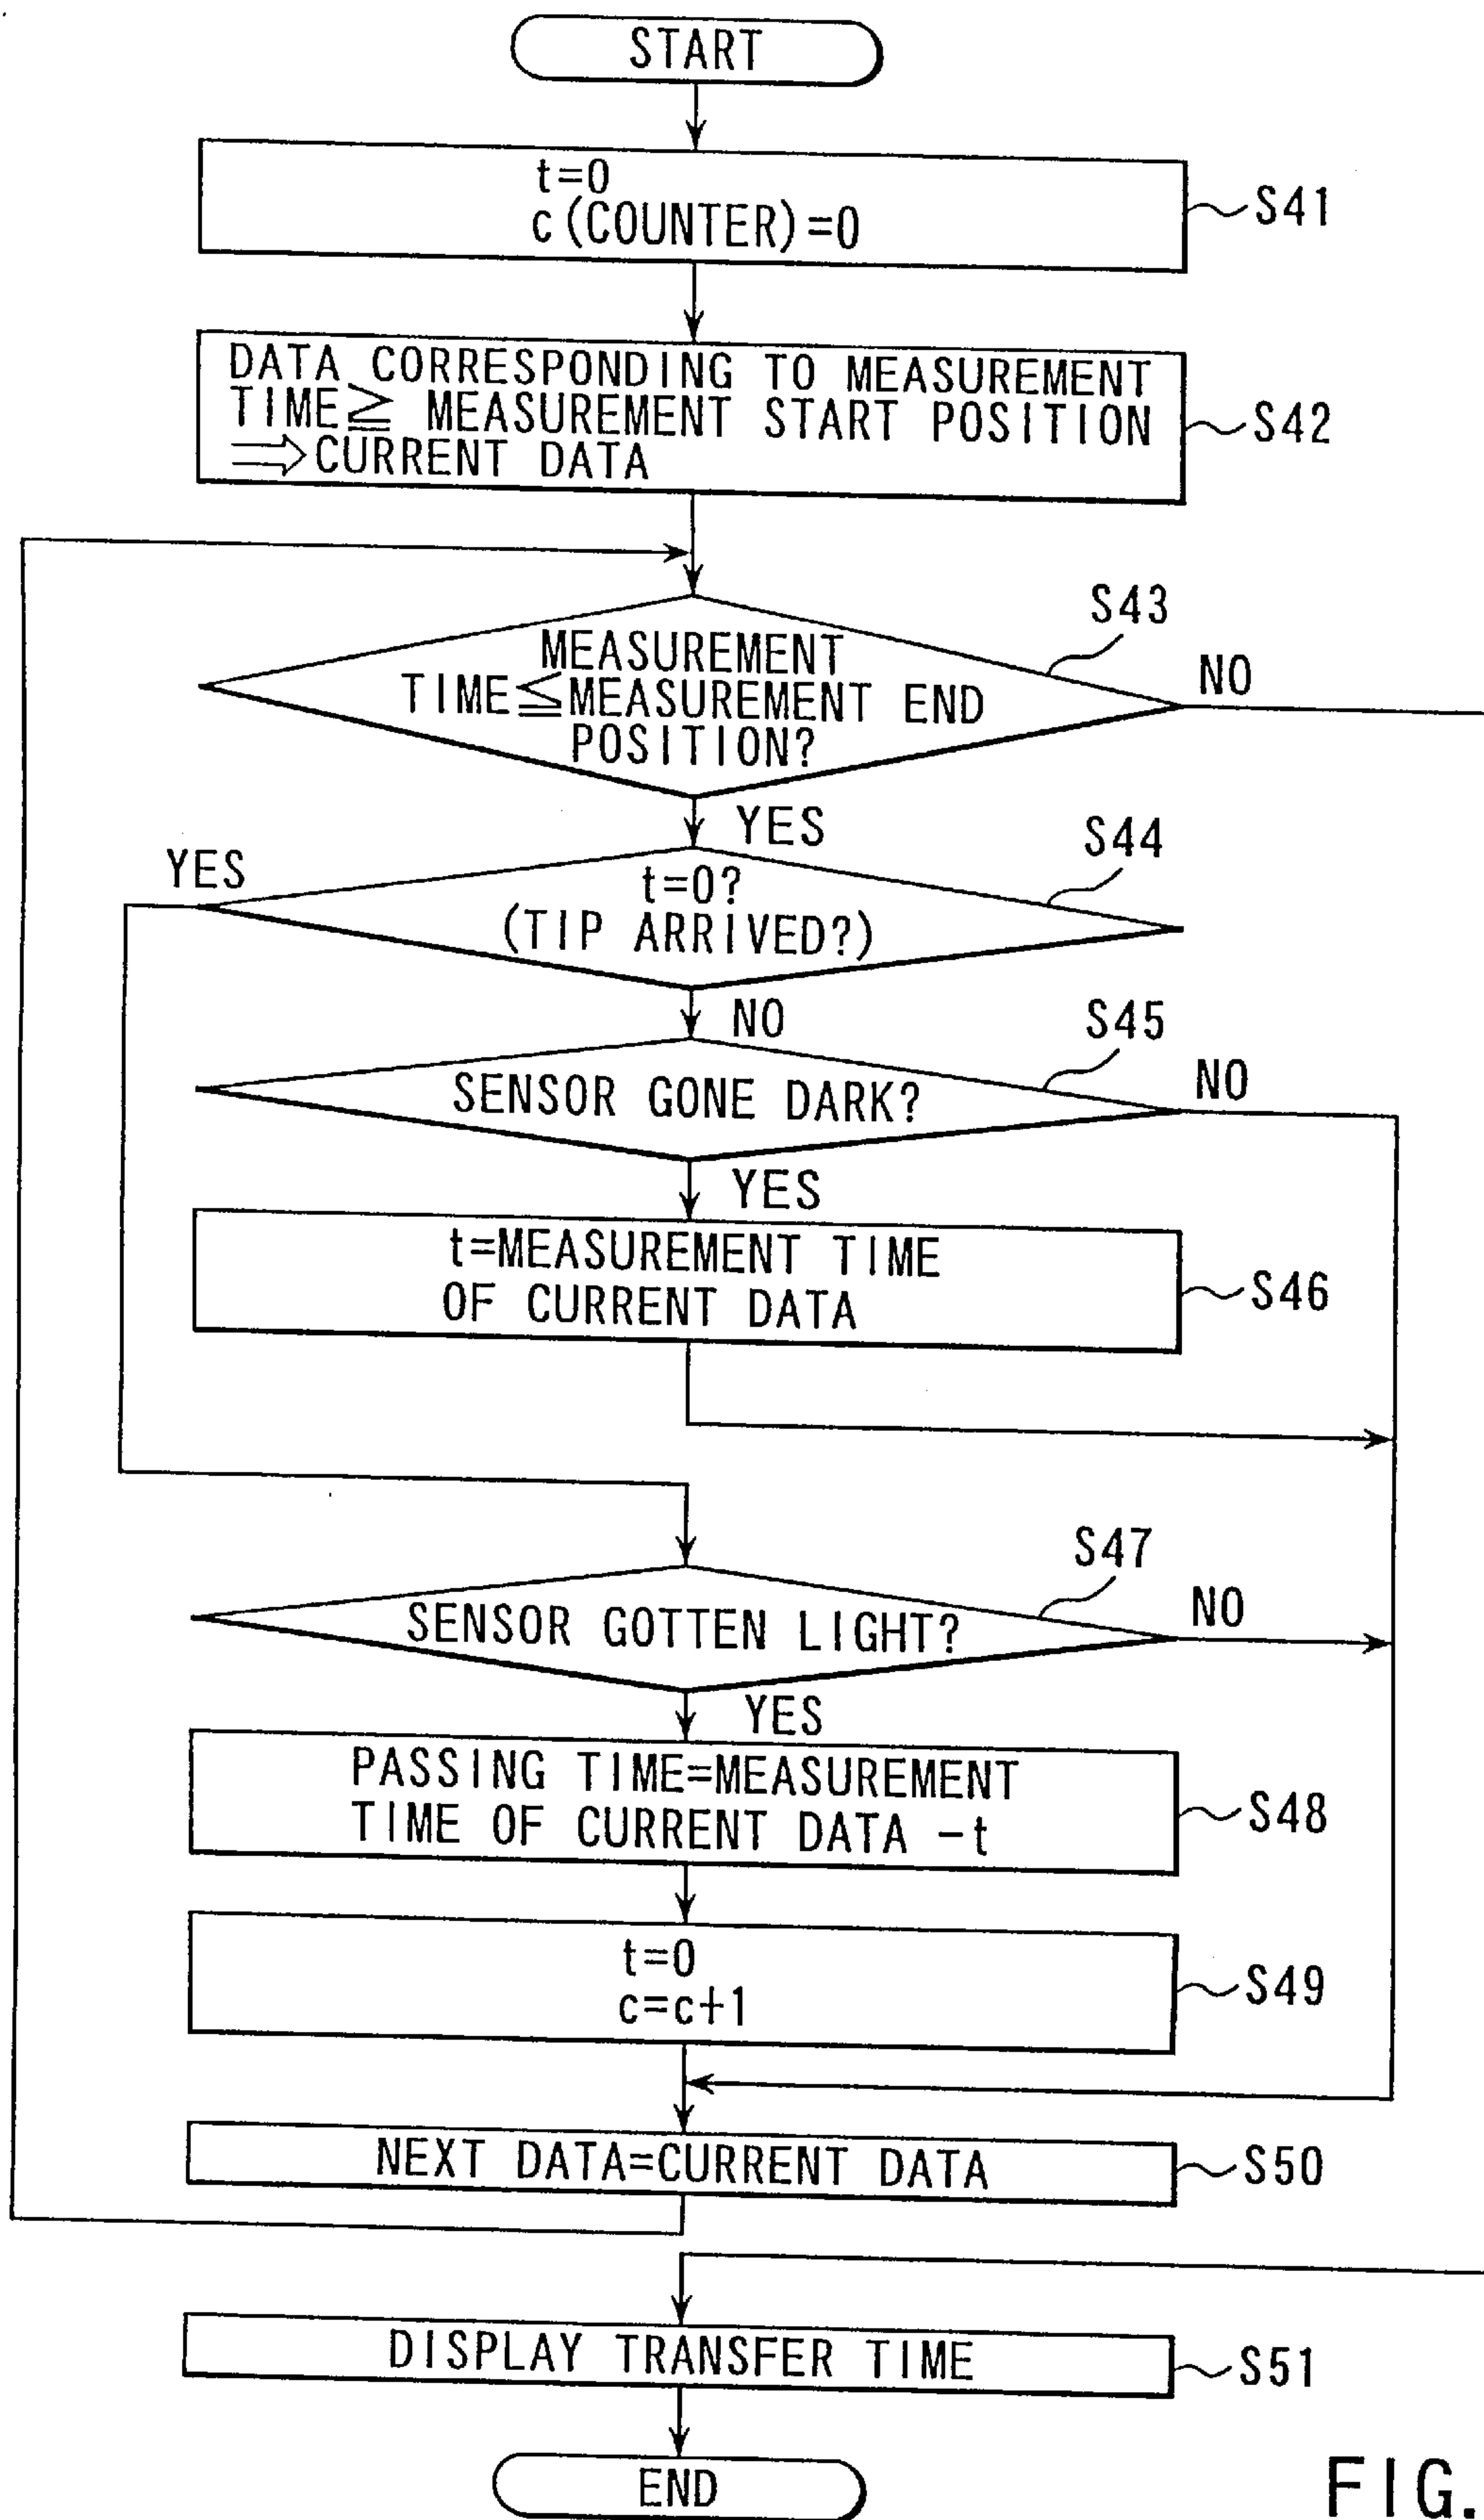 START
t=0
c(COUNTER)=0
S41
DATA CORRESPONDING TO MEASUREMENT
TIME≧ MEASUREMENT START POSITION
⇒CURRENT DATA
S42
S43
MEASUREMENT
TIME≦MEASUREMENT END
POSITION?
NO
YES
S44
YES
t=0?
(TIP ARRIVED?)
NO
S45
SENSOR GONE DARK?
NO
YES
t=MEASUREMENT TIME
OF CURRENT DATA
S46
S47
SENSOR GOTTEN LIGHT?
NO
YES
PASSING TIME=MEASUREMENT
TIME OF CURRENT DATA -t
S48
t=0
c=c+1
S49
NEXT DATA=CURRENT DATA
S50
DISPLAY TRANSFER TIME
S51
END
FIG.